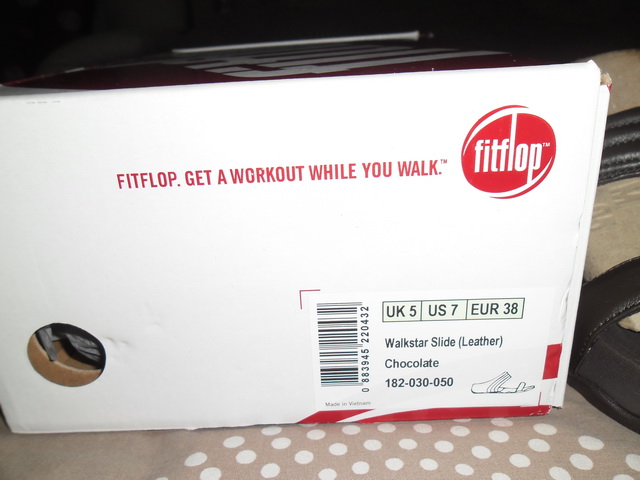 fitflop™
FITFLOP. GET A WORKOUT WHILE YOU WALK.™
UK 5 US 7 EUR 38
Walkstar Slide (Leather)
Chocolate
182-030-050
0 883945 220432
Made in Vietnam